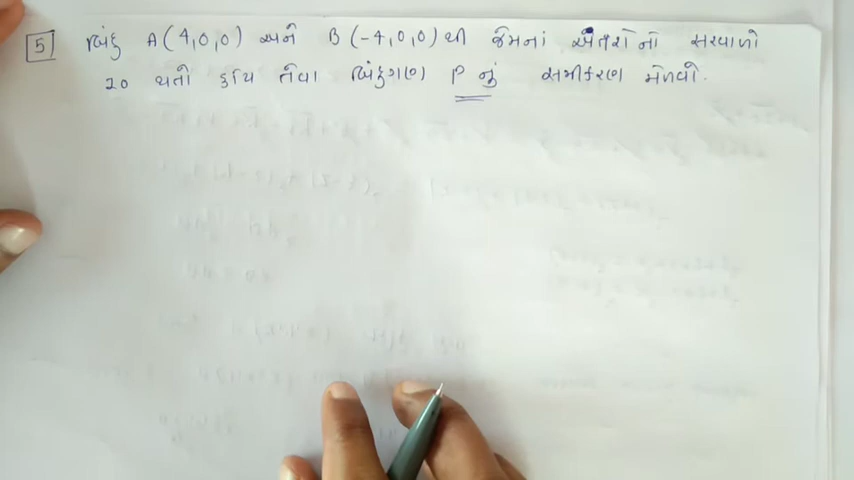 5 બિંદુ A(4,0,0) અને B(-4,0,0) થી જેમનાં અંતરોનો સરવાળો
20 થતો હોય તેવા બિંદુગણ P નું સમીકરણ મેળવો.